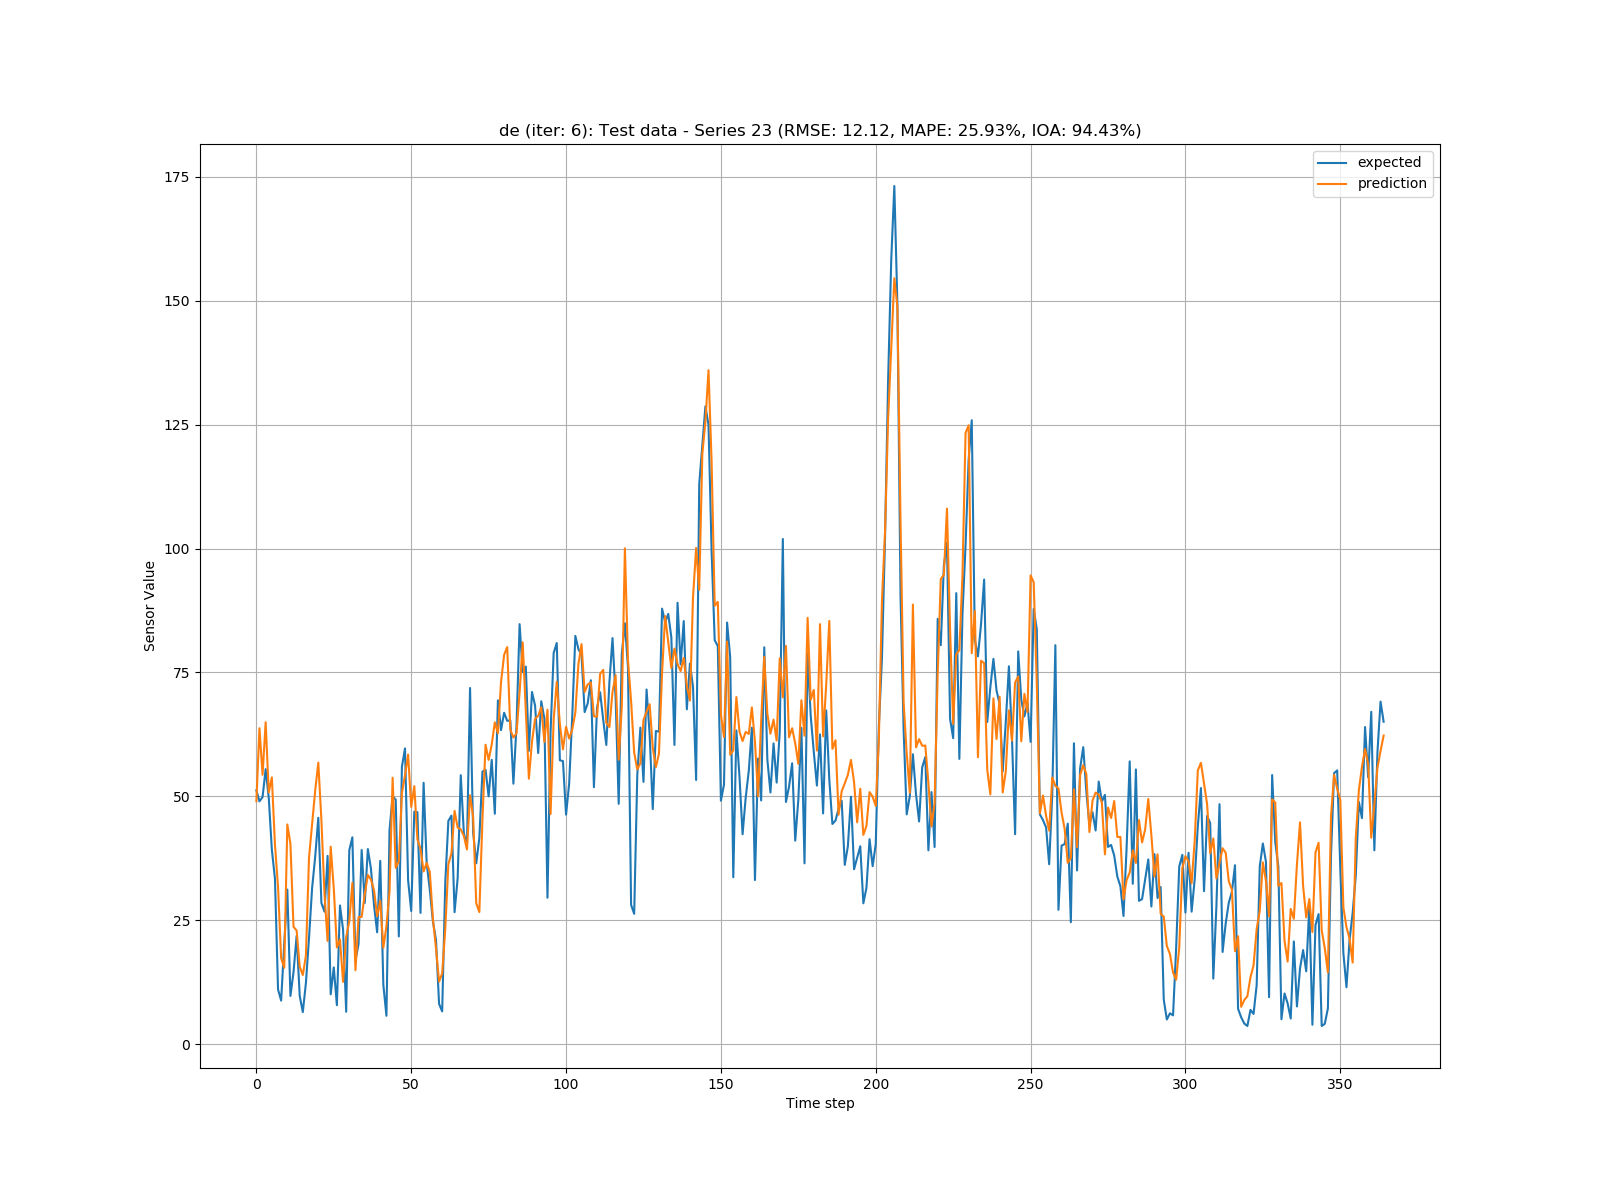 de (iter: 6): Test data - Series 23 (RMSE: 12.12, MAPE: 25.93%, IOA: 94.43%)
expected
prediction
175
150
125
100
75
50
25
0
Sensor Value
0 50 100 150 200 250 300 350
Time step